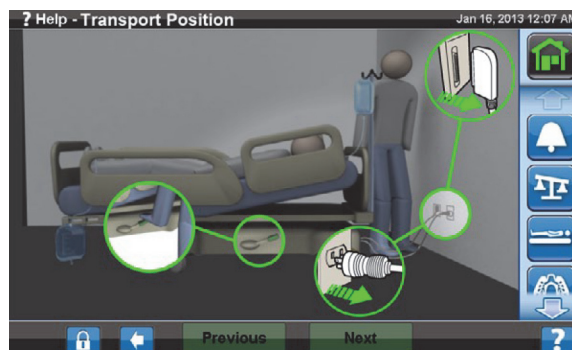 ? Help - Transport Position
Jan 16, 2013 12:07 AM
Previous
Next
?